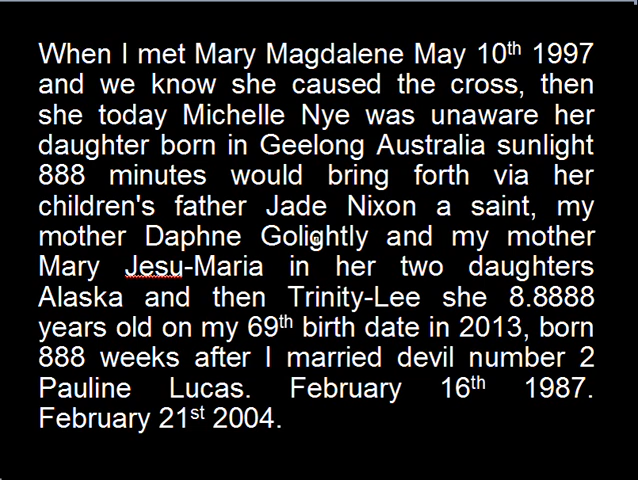 When I met Mary Magdalene May 10th 1997
and we know she caused the cross, then
she today Michelle Nye was unaware her
daughter born in Geelong Australia sunlight
888 minutes would bring forth via her
children's father Jade Nixon a saint, my
mother Daphne Golightly and my mother
Mary Jesu-Maria in her two daughters
Alaska and then Trinity-Lee she 8.8888
years old on my 69th birth date in 2013, born
888 weeks after I married devil number 2
Pauline Lucas. February 16th 1987.
February 21st 2004.